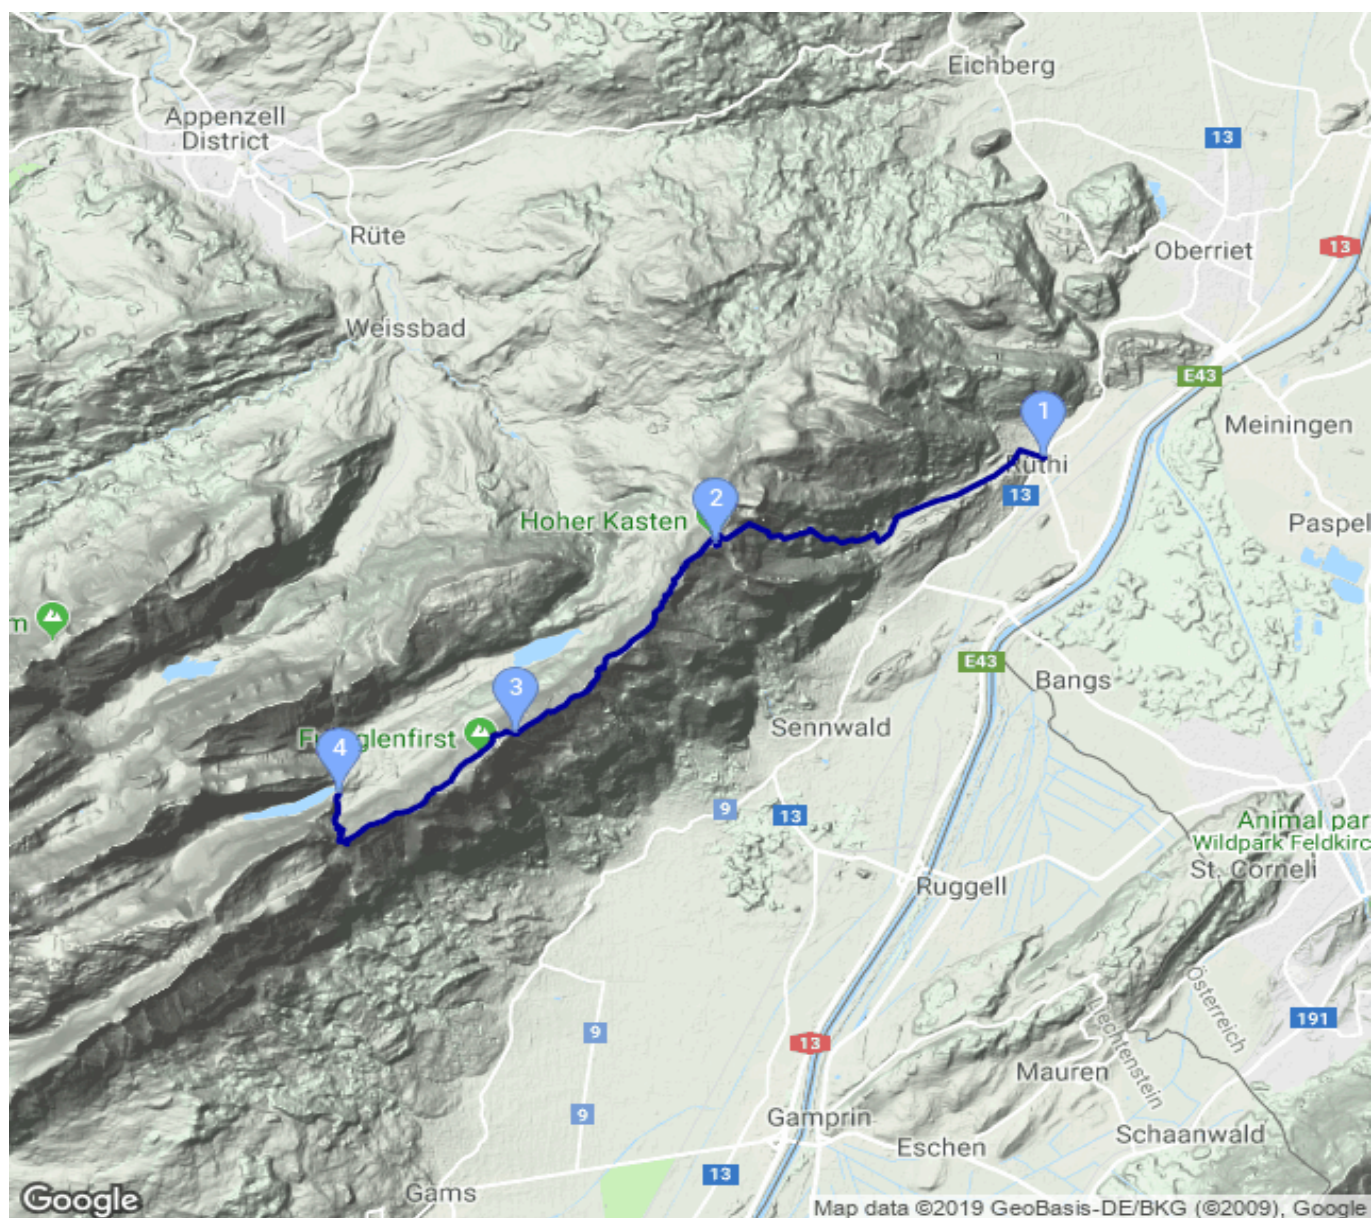 Eichberg
Appenzell
District
13
Rüte
Oberriet
13
Weissbad
E43
1
Meiningen
Rüthi
13
2
Hoher Kasten
Paspel
E43
Bangs
3
Sennwald
4
9
13
Animal par
Wildpark Feldkirc
St. Corneli
Ruggell
Österreich
Liechtenstein
9
13
191
Mauren
9
Gamprin
Eschen
Schaanwald
13
Gams
Google
Map data ©2019 GeoBasis-DE/BKG (©2009), Google